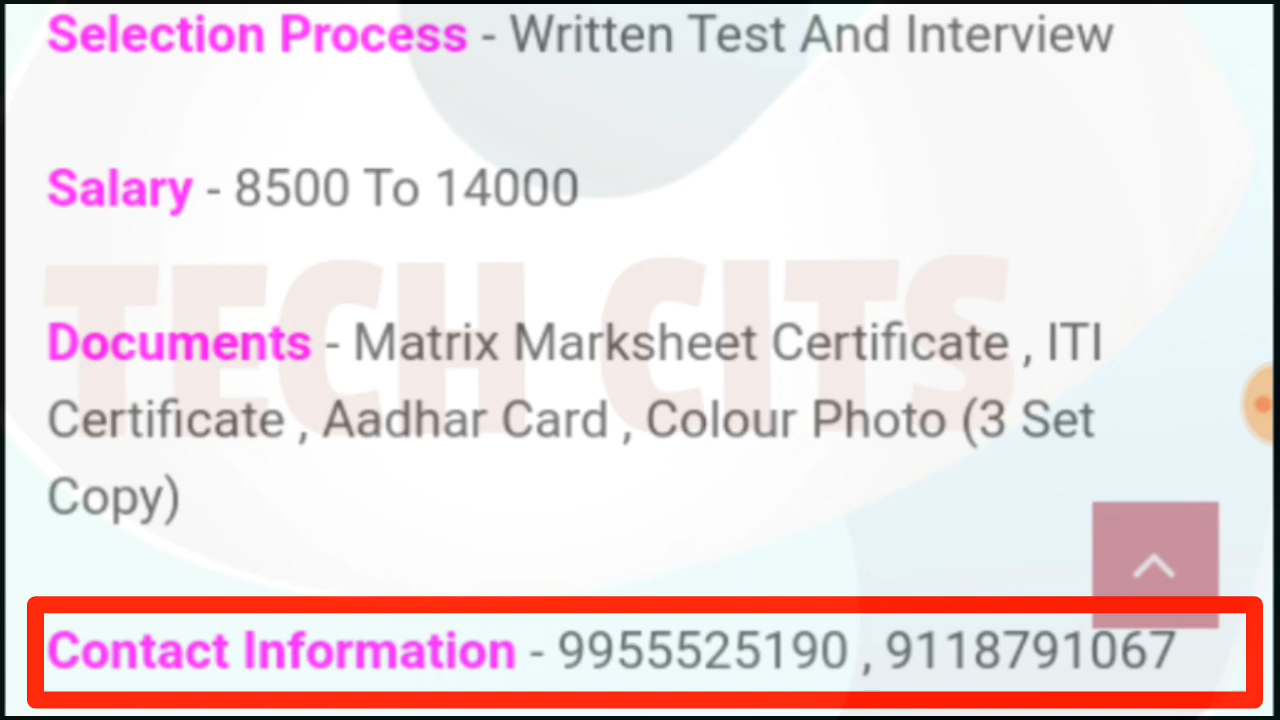 Selection Process - Written Test And Interview
Salary - 8500 To 14000
TECH CITS
Documents - Matrix Marksheet Certificate , ITI
Certificate , Aadhar Card , Colour Photo (3 Set
Copy)
Contact Information - 9955525190 , 9118791067